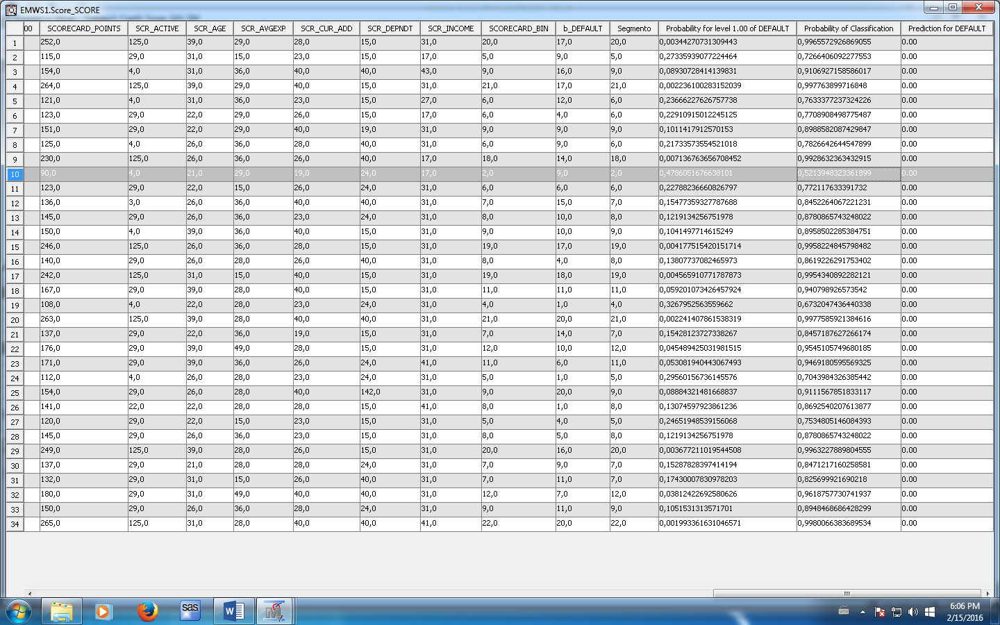 EMWS1.Score_SCORE
00 SCORECARD_POINTS SCR_ACTIVE SCR_AGE SCR_AVGEXP SCR_CUR_ADD SCR_DEPNDT SCR_INCOME SCORECARD_BIN b_DEFAULT Segmento Probability for level 1.00 of DEFAULT Probability of Classification Prediction for DEFAULT
1 252,0 125,0 39,0 29,0 28,0 15,0 31,0 20,0 17,0 20,0 0,00344270731309443 0,9965572926869055 0.00
2 115,0 29,0 31,0 15,0 23,0 15,0 17,0 5,0 9,0 5,0 0,27335939077224464 0,7266406092277553 0.00
3 154,0 4,0 31,0 36,0 40,0 40,0 43,0 9,0 16,0 9,0 0,08930728414139831 0,9106927158586017 0.00
4 264,0 125,0 39,0 29,0 40,0 15,0 31,0 21,0 17,0 21,0 0,002236100283152039 0,997763899716848 0.00
5 121,0 4,0 31,0 36,0 23,0 15,0 27,0 6,0 12,0 6,0 0,23666227626757738 0,7633377237324226 0.00
6 123,0 29,0 22,0 29,0 26,0 15,0 17,0 6,0 4,0 6,0 0,22910915012245125 0,7708908498775487 0.00
7 151,0 29,0 22,0 29,0 40,0 19,0 31,0 9,0 9,0 9,0 0,1011417912570153 0,8988582087429847 0.00
8 125,0 4,0 26,0 36,0 28,0 40,0 31,0 6,0 9,0 6,0 0,21733573554521018 0,7826642644547899 0.00
9 230,0 125,0 26,0 36,0 26,0 40,0 17,0 18,0 14,0 18,0 0,007136763656708452 0,9928632363432915 0.00
10 90,0 4,0 21,0 29,0 19,0 24,0 17,0 2,0 9,0 2,0 0,4786051676638101 0,5213948323361899 0.00
11 123,0 29,0 22,0 15,0 26,0 24,0 31,0 6,0 6,0 6,0 0,22788236660826797 0,772117633391732 0.00
12 136,0 3,0 26,0 36,0 40,0 40,0 31,0 7,0 15,0 7,0 0,15477359327787688 0,8452264067221231 0.00
13 145,0 29,0 26,0 36,0 23,0 24,0 31,0 8,0 10,0 8,0 0,1219134256751978 0,8780865743248022 0.00
14 150,0 4,0 39,0 36,0 40,0 15,0 31,0 9,0 10,0 9,0 0,1041497714615249 0,8958502285384751 0.00
15 246,0 125,0 26,0 36,0 28,0 15,0 31,0 19,0 17,0 19,0 0,004177515420151714 0,9958224845798482 0.00
16 140,0 29,0 26,0 28,0 26,0 40,0 31,0 8,0 4,0 8,0 0,13807737082465973 0,8619226291753402 0.00
17 242,0 125,0 31,0 15,0 40,0 15,0 31,0 19,0 18,0 19,0 0,004565910771787873 0,9954340892282121 0.00
18 167,0 29,0 39,0 28,0 40,0 15,0 31,0 11,0 11,0 11,0 0,059201073426457924 0,940798926573542 0.00
19 108,0 4,0 22,0 28,0 23,0 24,0 31,0 4,0 1,0 4,0 0,3267952563559662 0,6732047436440338 0.00
20 263,0 125,0 39,0 28,0 40,0 40,0 31,0 21,0 20,0 21,0 0,002241407861538319 0,9977585921384616 0.00
21 137,0 29,0 22,0 36,0 19,0 15,0 31,0 7,0 14,0 7,0 0,15428123727338267 0,8457187627266174 0.00
22 176,0 29,0 39,0 49,0 28,0 15,0 31,0 12,0 10,0 12,0 0,045489425031981515 0,9545105749680185 0.00
23 171,0 29,0 39,0 36,0 26,0 24,0 41,0 11,0 6,0 11,0 0,053081940443067493 0,9469180595569325 0.00
24 112,0 4,0 26,0 28,0 23,0 24,0 31,0 5,0 1,0 5,0 0,29560156736145576 0,7043984326385442 0.00
25 154,0 29,0 26,0 28,0 40,0 142,0 31,0 9,0 20,0 9,0 0,08884321481668837 0,9111567851833117 0.00
26 141,0 22,0 22,0 28,0 28,0 15,0 41,0 8,0 1,0 8,0 0,13074597923861236 0,8692540207613877 0.00
27 120,0 29,0 22,0 15,0 23,0 15,0 31,0 5,0 4,0 5,0 0,24651948539156068 0,7534805146084393 0.00
28 145,0 29,0 26,0 36,0 23,0 15,0 31,0 8,0 5,0 8,0 0,1219134256751978 0,8780865743248022 0.00
29 249,0 125,0 39,0 28,0 26,0 15,0 31,0 20,0 16,0 20,0 0,003677211019544508 0,9963227889804555 0.00
30 137,0 29,0 21,0 28,0 28,0 24,0 31,0 7,0 9,0 7,0 0,15287828397414194 0,8471217160258581 0.00
31 132,0 29,0 31,0 15,0 26,0 40,0 31,0 7,0 11,0 7,0 0,17430007830978203 0,825699921690218 0.00
32 180,0 29,0 31,0 49,0 40,0 40,0 31,0 12,0 7,0 12,0 0,03812422692580626 0,9618757730741937 0.00
33 150,0 29,0 26,0 36,0 28,0 24,0 31,0 9,0 11,0 9,0 0,1051531313571701 0,8948468686428299 0.00
34 265,0 125,0 31,0 28,0 40,0 40,0 41,0 22,0 20,0 22,0 0,001993361631046571 0,9980066383689534 0.00
sas
W
6:06 PM
2/15/2016